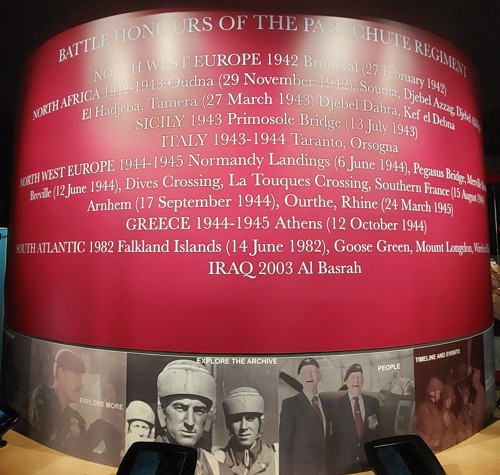 BATTLE HONOURS OF THE PARACHUTE REGIMENT
NORTH WEST EUROPE 1942 Bruneval (27 February 1942)
NORTH AFRICA 1942-1943 Oudna (29 November 1942), Soudia, Djebel Azzag, Djebel Alliliga
El Hadjeba, Tamera (27 March 1943) Djebel Dahra, Kef el Debna
SICILY 1943 Primosole Bridge (13 July 1943)
ITALY 1943-1944 Taranto, Orsogna
NORTH WEST EUROPE 1944-1945 Normandy Landings (6 June 1944), Pegasus Bridge, Merville
Breville (12 June 1944), Dives Crossing, La Touques Crossing, Southern France (15 August 1944)
Arnhem (17 September 1944), Ourthe, Rhine (24 March 1945)
GREECE 1944-1945 Athens (12 October 1944)
SOUTH ATLANTIC 1982 Falkland Islands (14 June 1982), Goose Green, Mount Longdon,
IRAQ 2003 Al Basrah
EXPLORE MORE
EXPLORE THE ARCHIVE
PEOPLE
TIMELINE AND EVENTS